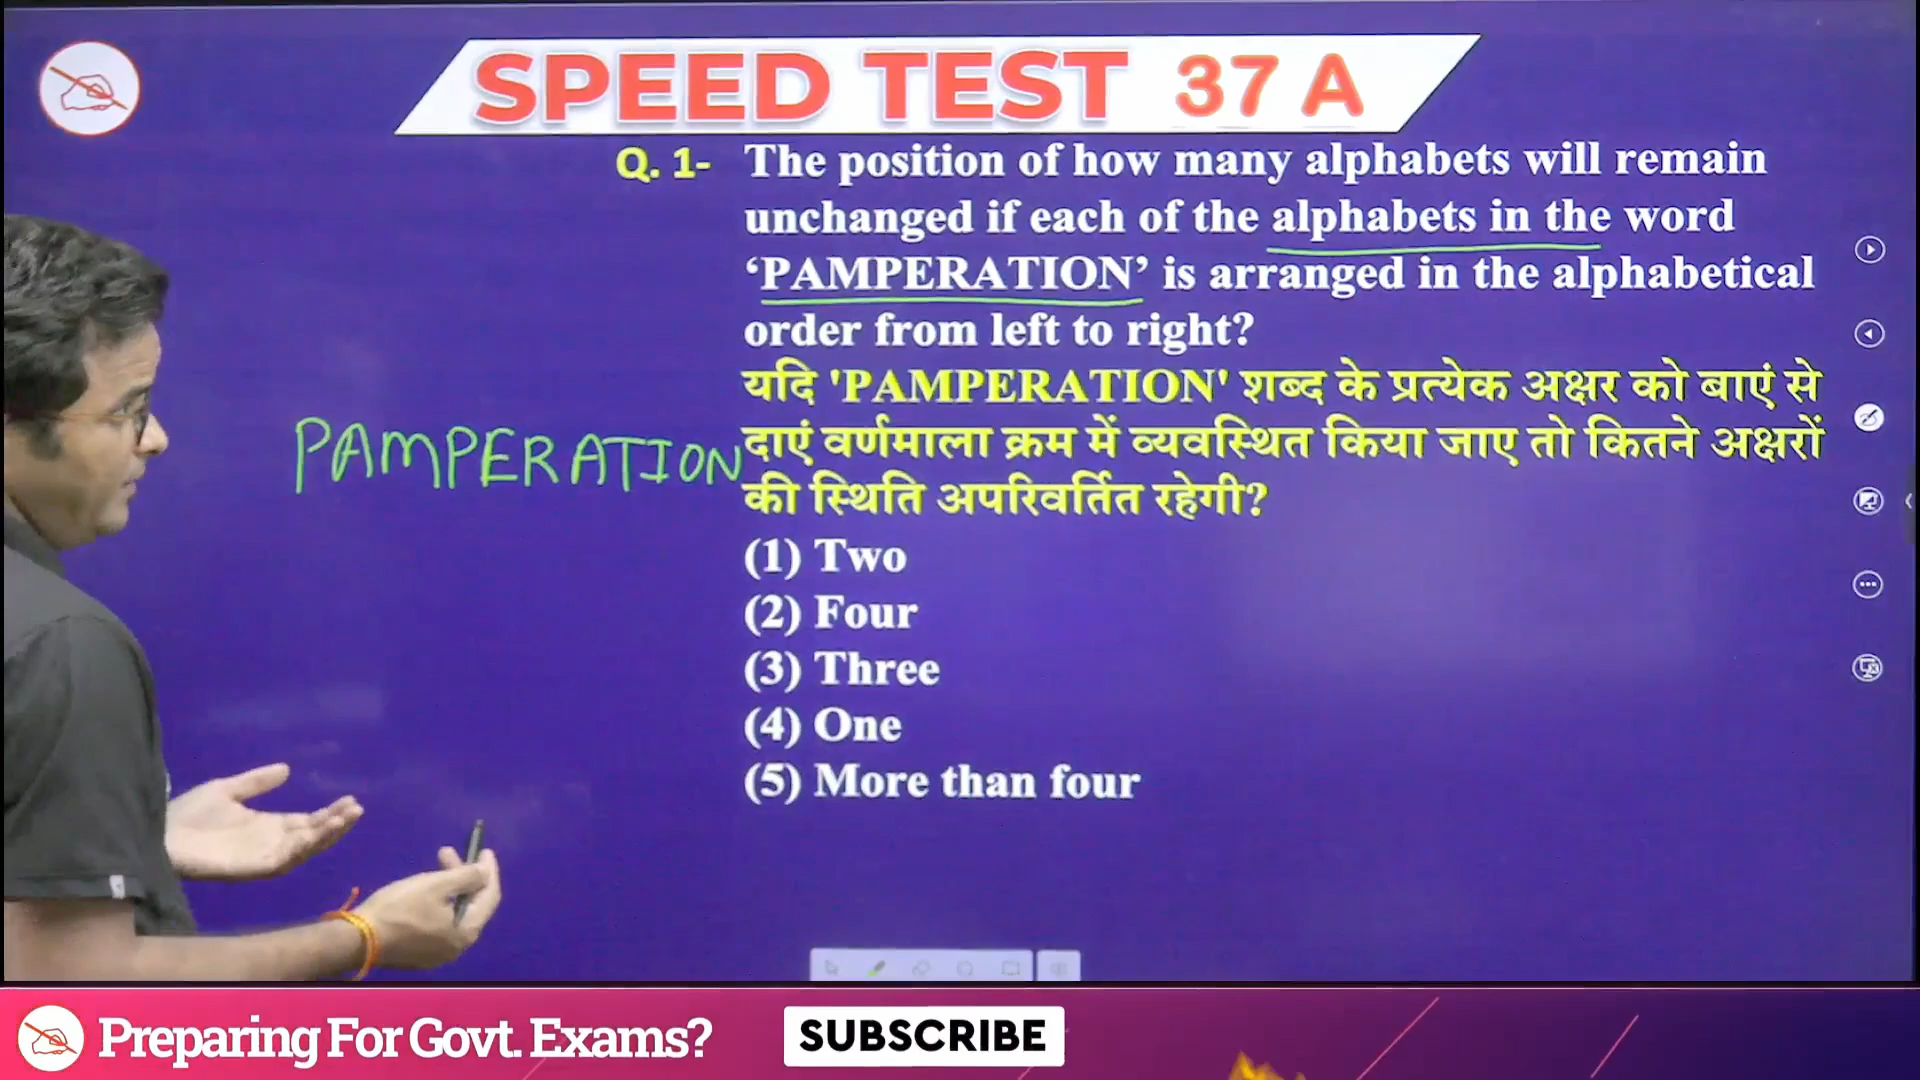 SPEED TEST 37 A
Q. 1- The position of how many alphabets will remain
unchanged if each of the alphabets in the word
‘PAMPERATION’ is arranged in the alphabetical
order from left to right?
यदि 'PAMPERATION' शब्द के प्रत्येक अक्षर को बाएं से
दाएं वर्णमाला क्रम में व्यवस्थित किया जाए तो कितने अक्षरों
की स्थिति अपरिवर्तित रहेगी?
PAMPERATION
(1) Two
(2) Four
(3) Three
(4) One
(5) More than four
Preparing For Govt. Exams?
SUBSCRIBE